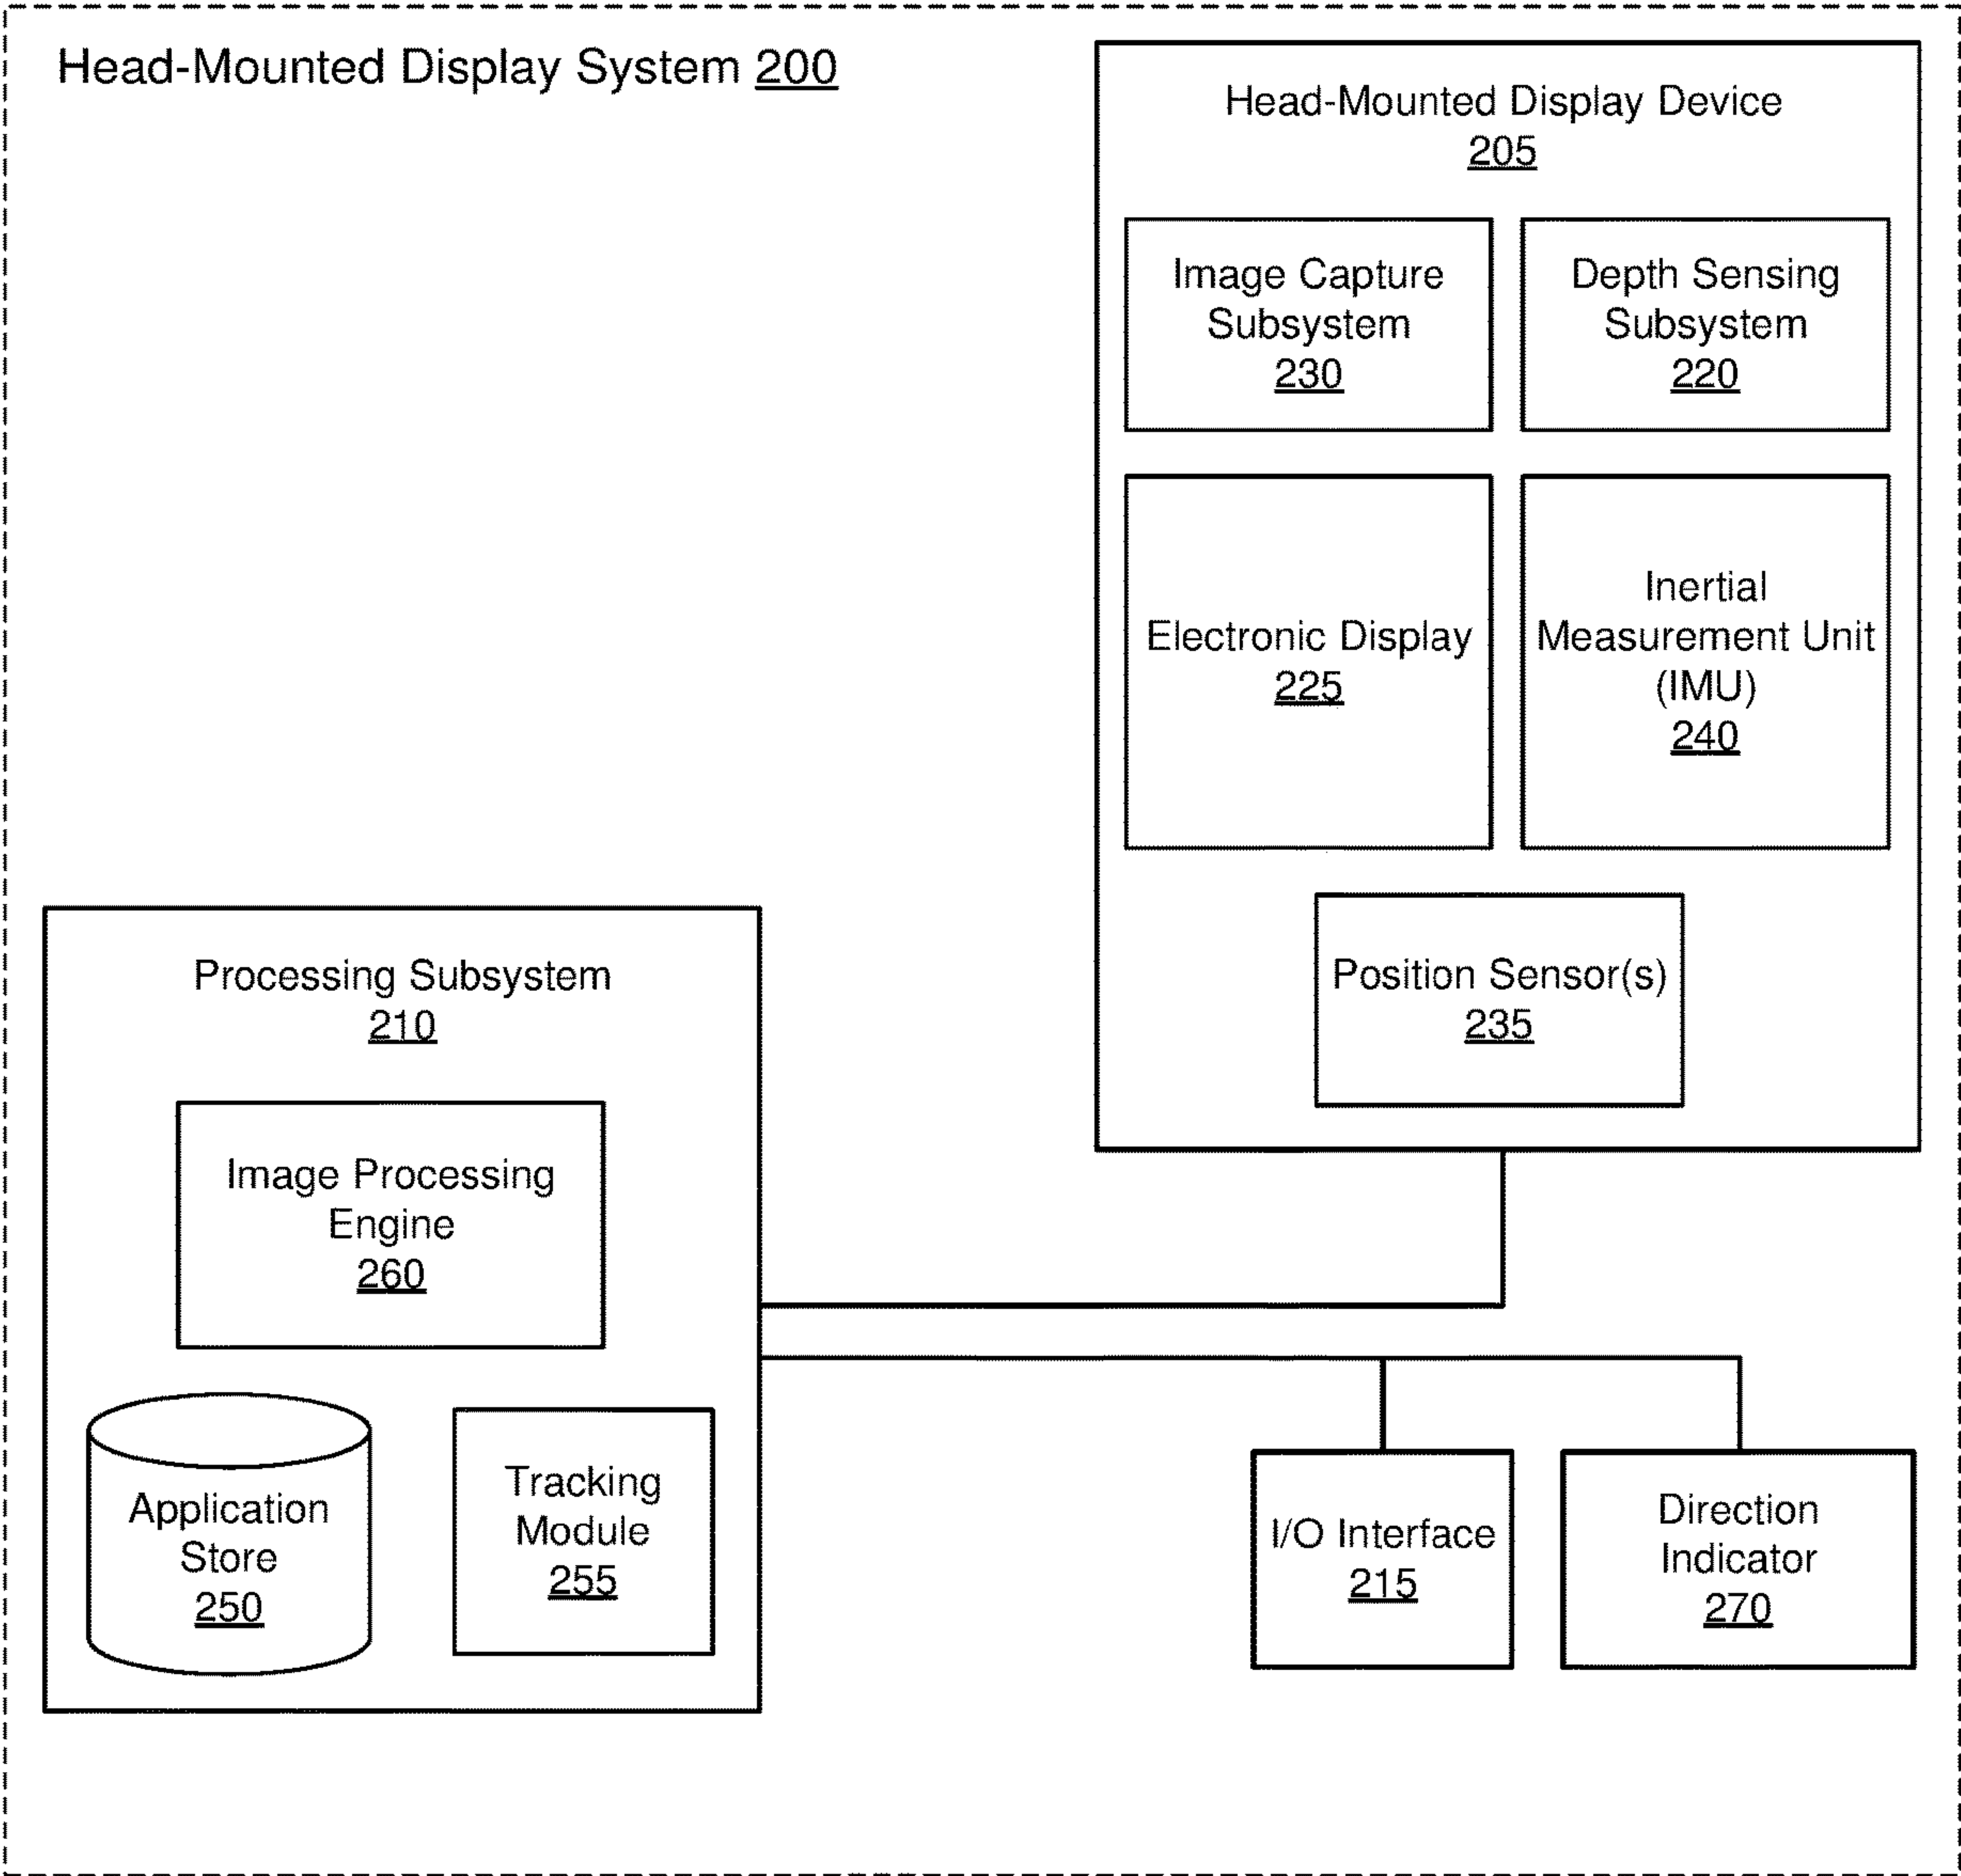 Head-Mounted Display System 200
Head-Mounted Display Device
205
Image Capture
Subsystem
230
Depth Sensing
Subsystem
220
Electronic Display
225
Inertial
Measurement Unit
(IMU)
240
Position Sensor(s)
235
Processing Subsystem
210
Image Processing
Engine
260
Application
Store
250
Tracking
Module
255
I/O Interface
215
Direction
Indicator
270